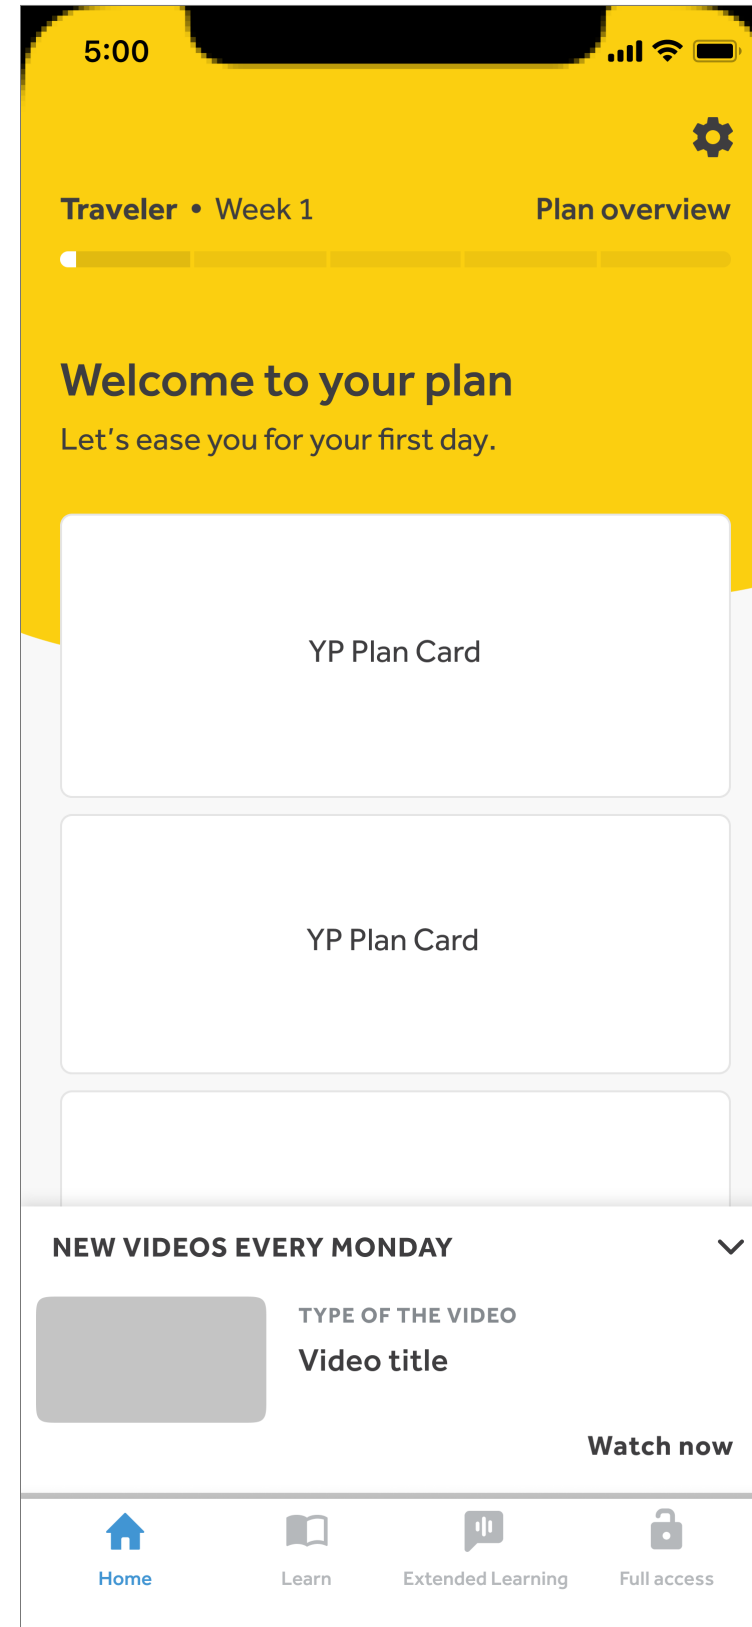 5:00
Traveler • Week 1
Plan overview
Welcome to your plan
Let's ease you for your first day.
YP Plan Card
YP Plan Card
NEW VIDEOS EVERY MONDAY
TYPE OF THE VIDEO
Video title
Watch now
Home
Learn
Extended Learning
Full access